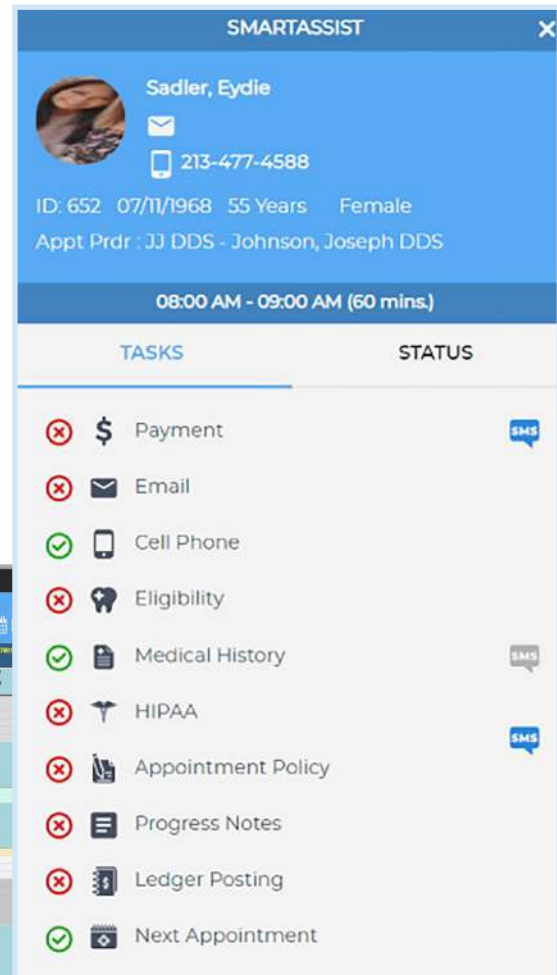 SMARTASSIST
Sadler, Eydie
213-477-4588
ID: 652 07/11/1968 55 Years Female
Appt Prdr : JJ DDS - Johnson, Joseph DDS
08:00 AM - 09:00 AM (60 mins.)
TASKS STATUS
Payment SMS
Email
Cell Phone
Eligibility
Medical History SMS
HIPAA
SMS
Appointment Policy
Progress Notes
Ledger Posting
Next Appointment